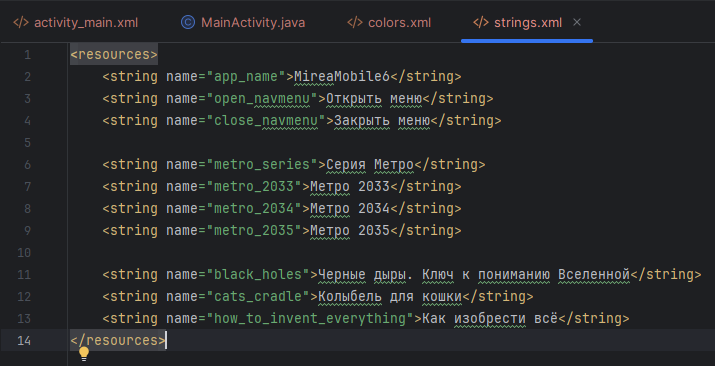 activity_main.xml MainActivity.java colors.xml strings.xml
1 <resources>
2 <string name="app_name">MireaMobile6</string>
3 <string name="open_navmenu">Открыть меню</string>
4 <string name="close_navmenu">Закрыть меню</string>
5
6 <string name="metro_series">Серия Метро</string>
7 <string name="metro_2033">Метро 2033</string>
8 <string name="metro_2034">Метро 2034</string>
9 <string name="metro_2035">Метро 2035</string>
10
11 <string name="black_holes">Черные дыры. Ключ к пониманию Вселенной</string>
12 <string name="cats_cradle">Колыбель для кошки</string>
13 <string name="how_to_invent_everything">Как изобрести всё</string>
14 </resources>